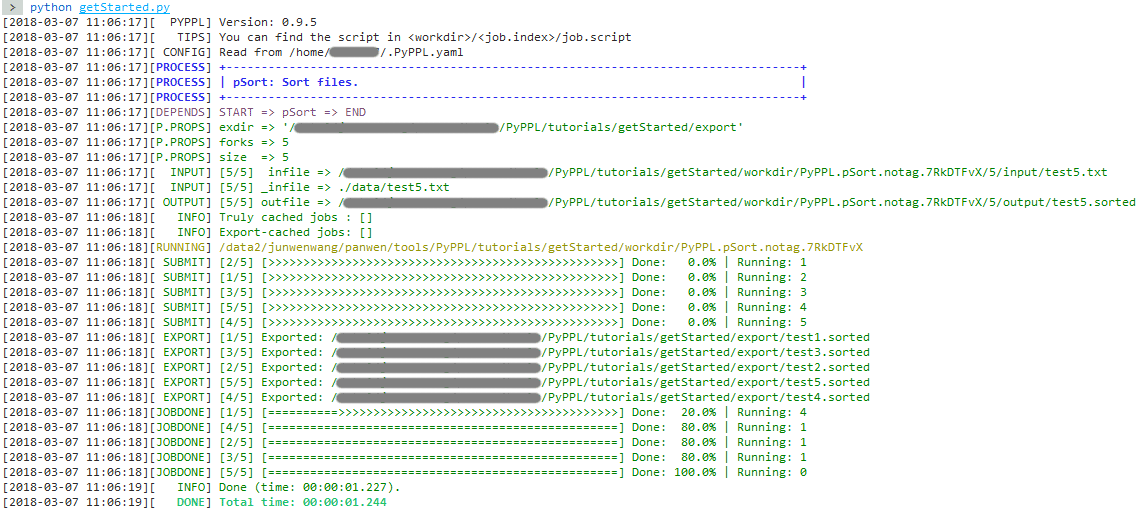 > python getStarted.py
[2018-03-07 11:06:17][  PYPPL] Version: 0.9.5
[2018-03-07 11:06:17][   TIPS] You can find the script in <workdir>/<job.index>/job.script
[2018-03-07 11:06:17][ CONFIG] Read from /home/ /.PyPPL.yaml
[2018-03-07 11:06:17][PROCESS] +-----------------------------------------------------------------------------------+
[2018-03-07 11:06:17][PROCESS] | pSort: Sort files. |
[2018-03-07 11:06:17][PROCESS] +-----------------------------------------------------------------------------------+
[2018-03-07 11:06:17][DEPENDS] START => pSort => END
[2018-03-07 11:06:17][P.PROPS] exdir => '/ /PyPPL/tutorials/getStarted/export'
[2018-03-07 11:06:17][P.PROPS] forks => 5
[2018-03-07 11:06:17][P.PROPS] size  => 5
[2018-03-07 11:06:17][  INPUT] [5/5]  infile => / /PyPPL/tutorials/getStarted/workdir/PyPPL.pSort.notag.7RkDTFvX/5/input/test5.txt
[2018-03-07 11:06:17][  INPUT] [5/5] _infile => ./data/test5.txt
[2018-03-07 11:06:17][ OUTPUT] [5/5] outfile => / /PyPPL/tutorials/getStarted/workdir/PyPPL.pSort.notag.7RkDTFvX/5/output/test5.sorted
[2018-03-07 11:06:18][   INFO] Truly cached jobs : []
[2018-03-07 11:06:18][   INFO] Export-cached jobs: []
[2018-03-07 11:06:18][RUNNING] /data2/junwenwang/panwen/tools/PyPPL/tutorials/getStarted/workdir/PyPPL.pSort.notag.7RkDTFvX
[2018-03-07 11:06:18][ SUBMIT] [2/5] [>>>>>>>>>>>>>>>>>>>>>>>>>>>>>>>>>>>>>>>>>>>>>>>>>>] Done:   0.0% | Running: 1
[2018-03-07 11:06:18][ SUBMIT] [1/5] [>>>>>>>>>>>>>>>>>>>>>>>>>>>>>>>>>>>>>>>>>>>>>>>>>>] Done:   0.0% | Running: 2
[2018-03-07 11:06:18][ SUBMIT] [3/5] [>>>>>>>>>>>>>>>>>>>>>>>>>>>>>>>>>>>>>>>>>>>>>>>>>>] Done:   0.0% | Running: 3
[2018-03-07 11:06:18][ SUBMIT] [5/5] [>>>>>>>>>>>>>>>>>>>>>>>>>>>>>>>>>>>>>>>>>>>>>>>>>>] Done:   0.0% | Running: 4
[2018-03-07 11:06:18][ SUBMIT] [4/5] [>>>>>>>>>>>>>>>>>>>>>>>>>>>>>>>>>>>>>>>>>>>>>>>>>>] Done:   0.0% | Running: 5
[2018-03-07 11:06:18][ EXPORT] [1/5] Exported: / /PyPPL/tutorials/getStarted/export/test1.sorted
[2018-03-07 11:06:18][ EXPORT] [3/5] Exported: / /PyPPL/tutorials/getStarted/export/test3.sorted
[2018-03-07 11:06:18][ EXPORT] [2/5] Exported: / /PyPPL/tutorials/getStarted/export/test2.sorted
[2018-03-07 11:06:18][ EXPORT] [5/5] Exported: / /PyPPL/tutorials/getStarted/export/test5.sorted
[2018-03-07 11:06:18][ EXPORT] [4/5] Exported: / /PyPPL/tutorials/getStarted/export/test4.sorted
[2018-03-07 11:06:18][JOBDONE] [1/5] [==========>>>>>>>>>>>>>>>>>>>>>>>>>>>>>>>>>>>>>>>>] Done:  20.0% | Running: 4
[2018-03-07 11:06:18][JOBDONE] [4/5] [==================================================] Done:  80.0% | Running: 1
[2018-03-07 11:06:18][JOBDONE] [2/5] [==================================================] Done:  80.0% | Running: 1
[2018-03-07 11:06:18][JOBDONE] [3/5] [==================================================] Done:  80.0% | Running: 1
[2018-03-07 11:06:18][JOBDONE] [5/5] [==================================================] Done: 100.0% | Running: 0
[2018-03-07 11:06:19][   INFO] Done (time: 00:00:01.227).
[2018-03-07 11:06:19][   DONE] Total time: 00:00:01.244